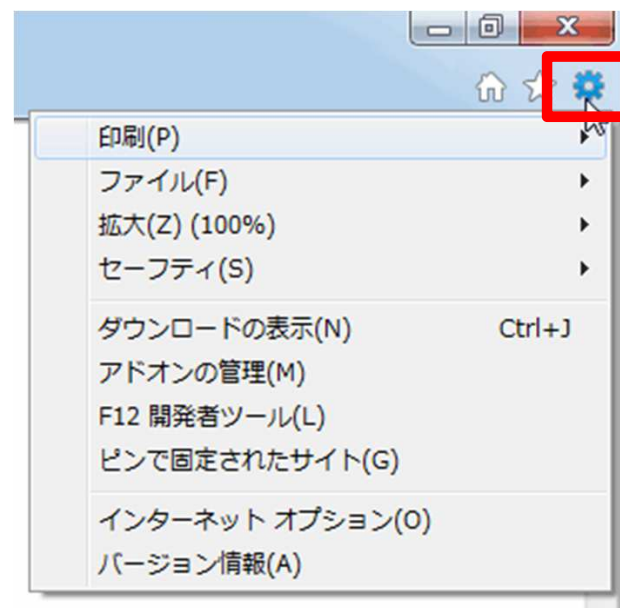 印刷(P)
ファイル(F)
拡大(Z) (100%)
セーフティ(S)
ダウンロードの表示(N) Ctrl+J
アドオンの管理(M)
F12 開発者ツール(L)
ピンで固定されたサイト(G)
インターネット オプション(O)
バージョン情報(A)